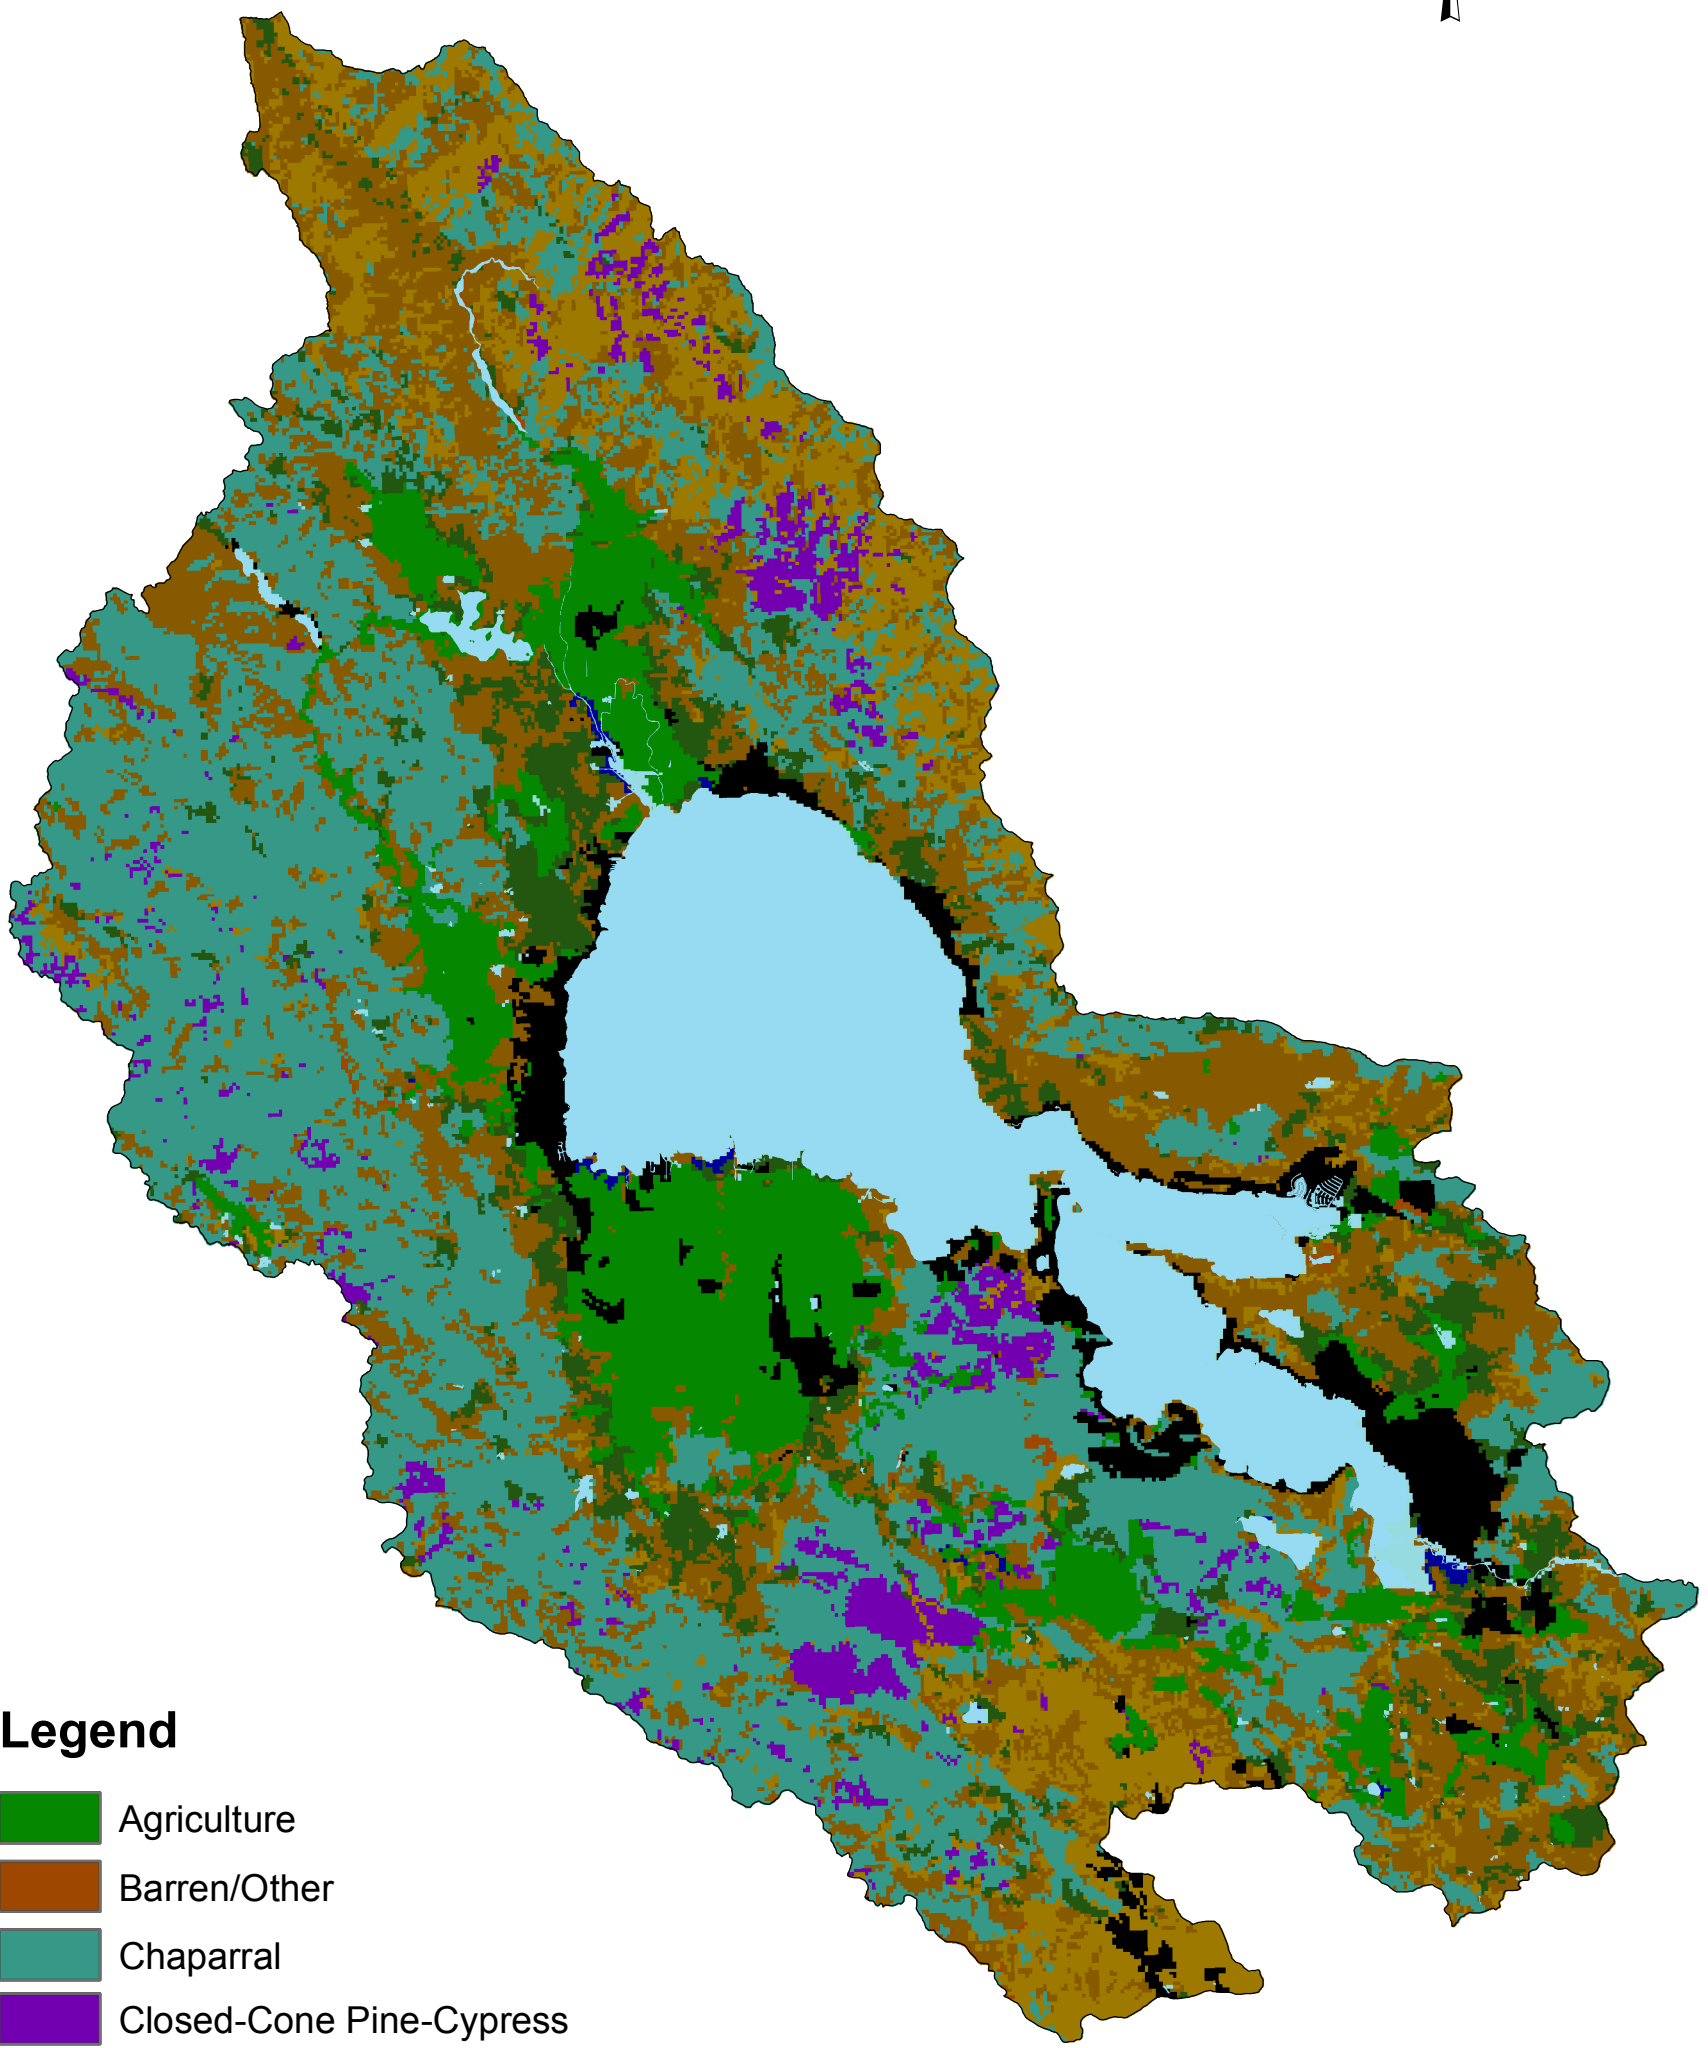 Legend
Agriculture
Barren/Other
Chaparral
Closed-Cone Pine-Cypress